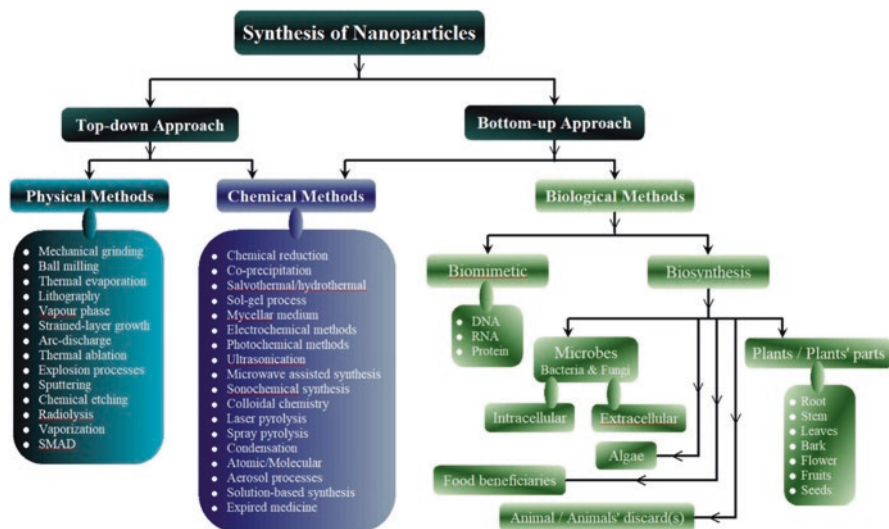 Synthesis of Nanoparticles
Top-down Approach
Bottom-up Approach
Physical Methods
Chemical Methods
Biological Methods
Mechanical grinding
Ball milling
Thermal evaporation
Lithography
Vapour phase
Strained-layer growth
Arc-discharge
Thermal ablation
Explosion processes
Sputtering
Chemical etching
Radiolysis
Vaporization
SMAD
Chemical reduction
Co-precipitation
Salvothermal/hydrothermal
Sol-gel process
Mycellar medium
Electrochemical methods
Photochemical methods
Ultrasonication
Microwave assisted synthesis
Sonochemical synthesis
Colloidal chemistry
Laser pyrolysis
Spray pyrolysis
Condensation
Atomic/Molecular
Aerosol processes
Solution-based synthesis
Expired medicine
Biomimetic
Biosynthesis
DNA
RNA
Protein
Microbes
Bacteria & Fungi
Intracellular
Extracellular
Algae
Food beneficiaries
Animal / Animals' discard(s)
Plants / Plants' parts
Root
Stem
Leaves
Bark
Flower
Fruits
Seeds